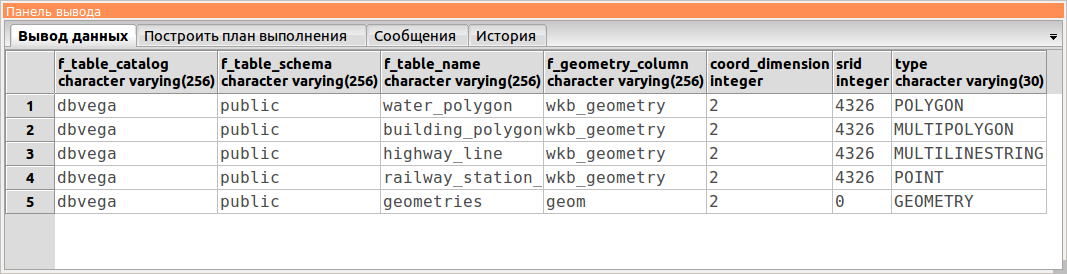 Панель вывода
Вывод данных Построить план выполнения Сообщения История
f_table_catalog f_table_schema f_table_name f_geometry_column coord_dimension srid type
character varying(256) character varying(256) character varying(256) character varying(256) integer integer character varying(30)
1 dbvega public water_polygon wkb_geometry 2 4326 POLYGON
2 dbvega public building_polygon wkb_geometry 2 4326 MULTIPOLYGON
3 dbvega public highway_line wkb_geometry 2 4326 MULTILINESTRING
4 dbvega public railway_station_ wkb_geometry 2 4326 POINT
5 dbvega public geometries geom 2 0 GEOMETRY